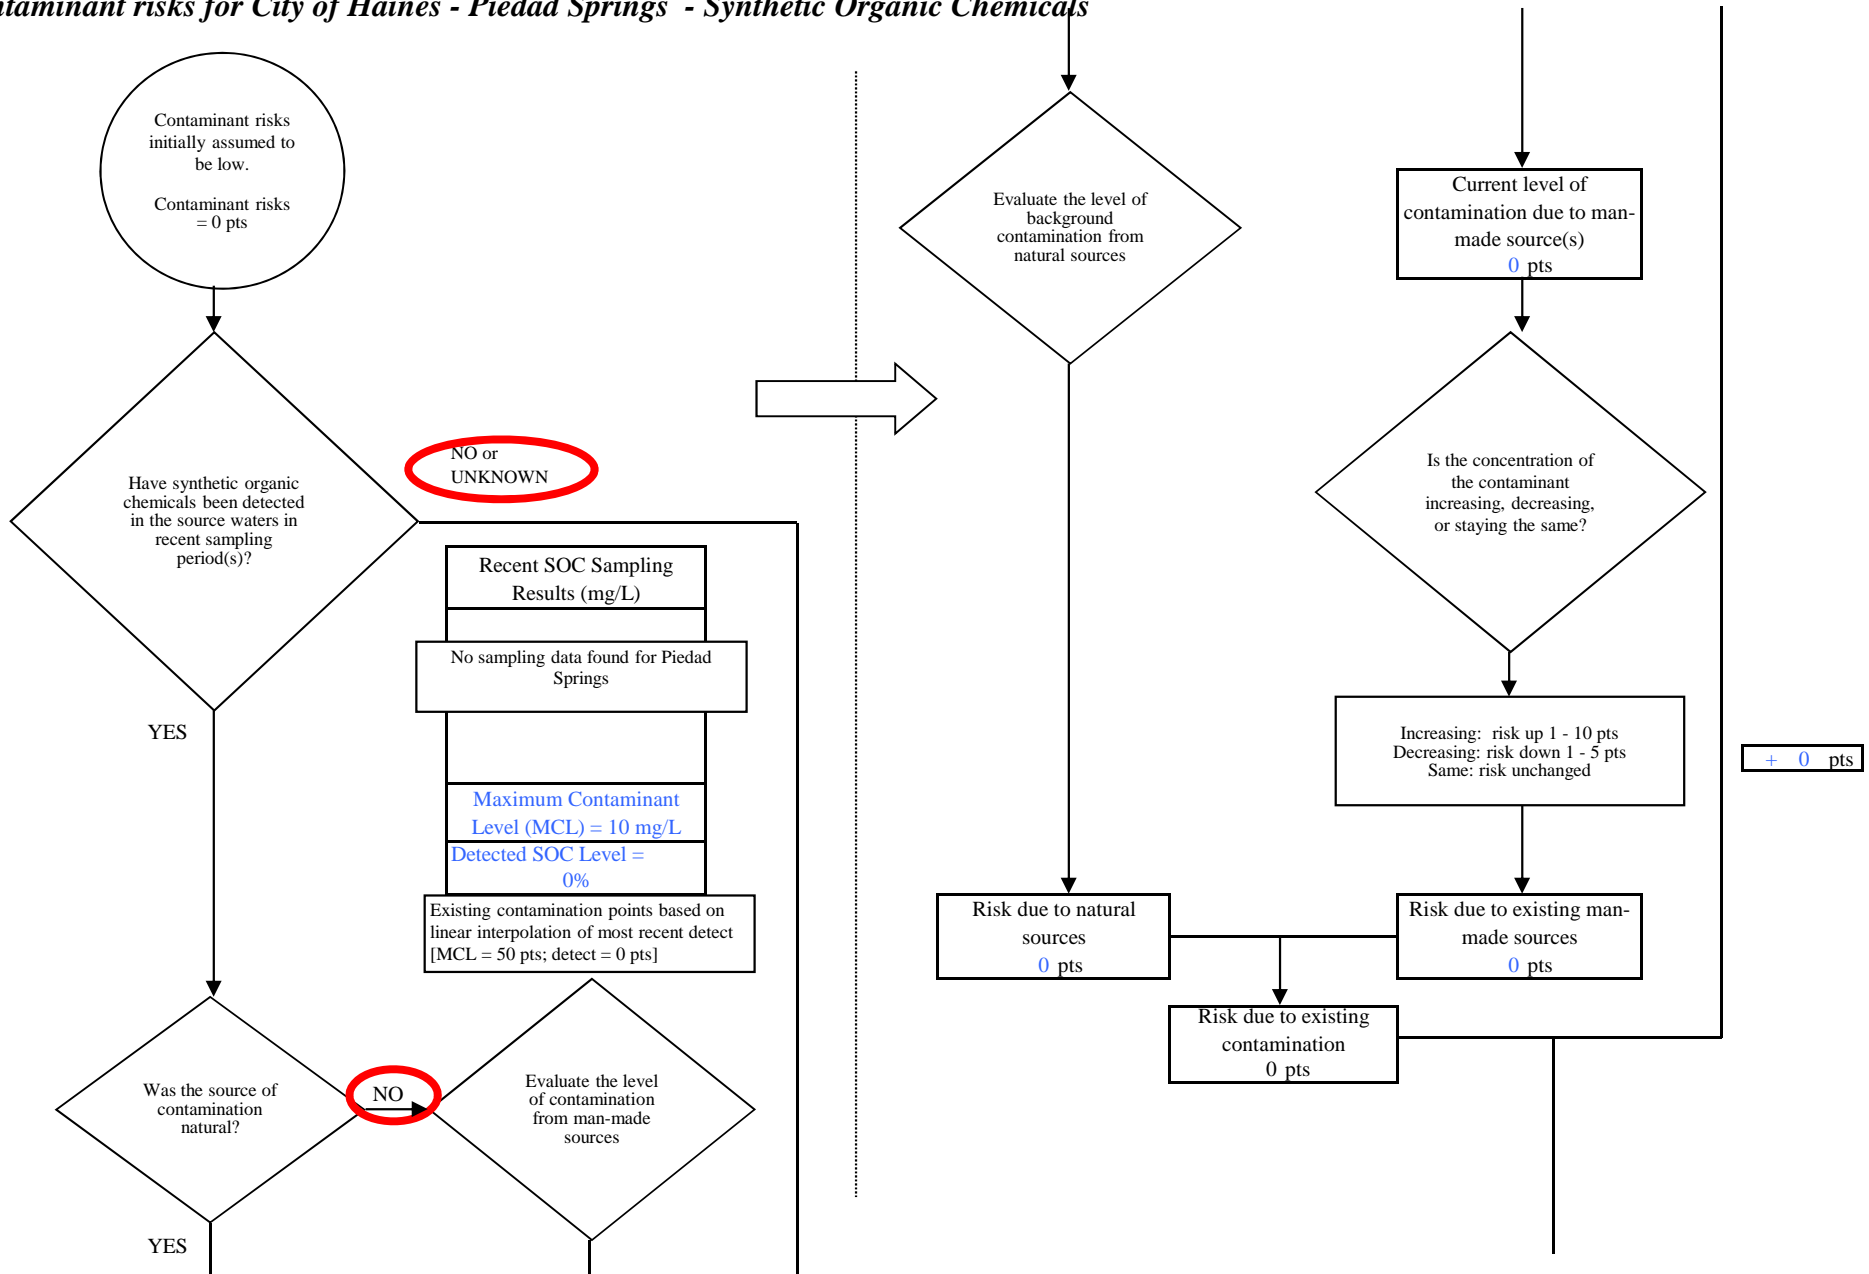 ntaminant risks for City of Haines - Piedad Springs - Synthetic Organic Chemicals
Contaminant risks
initially assumed to
be low.
Contaminant risks
= 0 pts
Have synthetic organic
chemicals been detected
in the source waters in
recent sampling
period(s)?
NO or
UNKNOWN
Recent SOC Sampling
Results (mg/L)
No sampling data found for Piedad
Springs
Maximum Contaminant
Level (MCL) = 10 mg/L
Detected SOC Level =
0%
Existing contamination points based on
linear interpolation of most recent detect
[MCL = 50 pts; detect = 0 pts]
YES
Was the source of
contamination
natural?
NO
Evaluate the level
of contamination
from man-made
sources
YES
Evaluate the level of
background
contamination from
natural sources
Current level of
contamination due to man-
made source(s)
0 pts
Is the concentration of
the contaminant
increasing, decreasing,
or staying the same?
Increasing: risk up 1 - 10 pts
Decreasing: risk down 1 - 5 pts
Same: risk unchanged
+ 0 pts
Risk due to natural
sources
0 pts
Risk due to existing man-
made sources
0 pts
Risk due to existing
contamination
0 pts